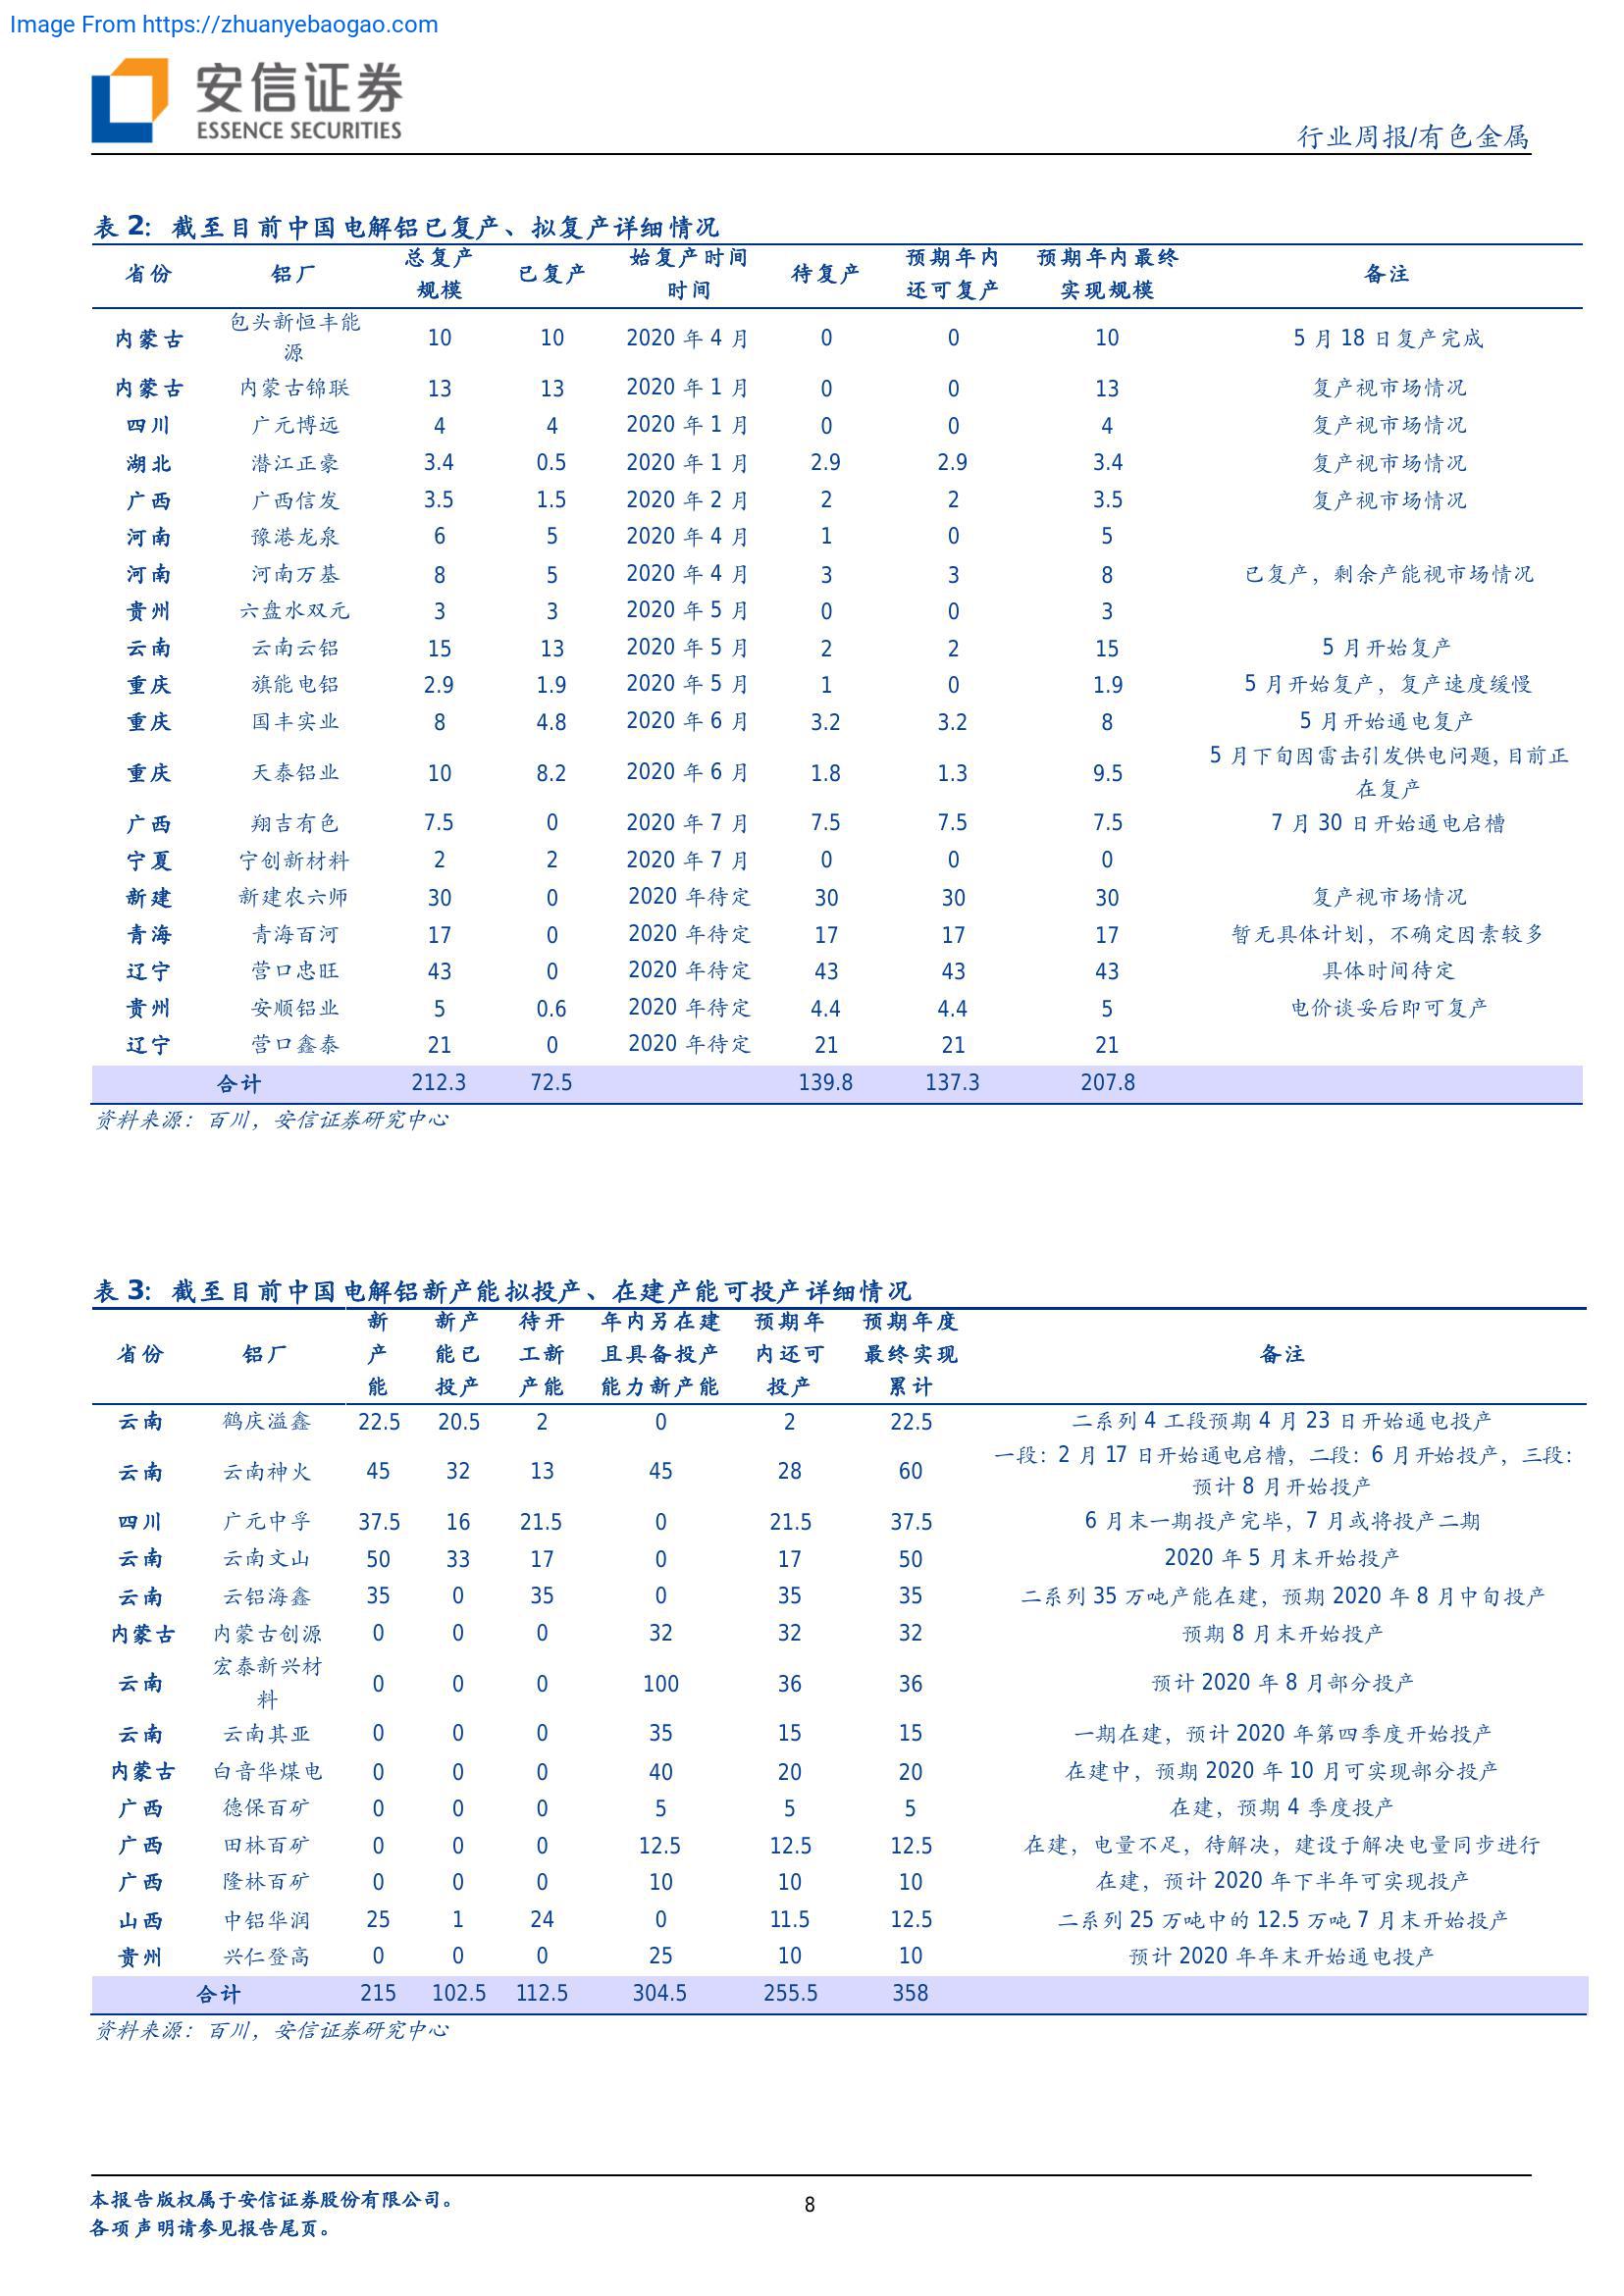 Image From https://zhuanyebaogao.com
安信证券
ESSENCE SECURITIES
行业周报/有色金属
表 2：截至目前中国电解铝已复产、拟复产详细情况
省份 铝厂 总复产规模 已复产 始复产时间时间 待复产 预期年内还可复产 预期年内最终实现规模 备注
内蒙古 包头新恒丰能源 10 10 2020 年 4 月 0 0 10 5 月 18 日复产完成
内蒙古 内蒙古锦联 13 13 2020 年 1 月 0 0 13 复产视市场情况
四川 广元博远 4 4 2020 年 1 月 0 0 4 复产视市场情况
湖北 潜江正豪 3.4 0.5 2020 年 1 月 2.9 2.9 3.4 复产视市场情况
广西 广西信发 3.5 1.5 2020 年 2 月 2 2 3.5 复产视市场情况
河南 豫港龙泉 6 5 2020 年 4 月 1 0 5
河南 河南万基 8 5 2020 年 4 月 3 3 8 已复产，剩余产能视市场情况
贵州 六盘水双元 3 3 2020 年 5 月 0 0 3
云南 云南云铝 15 13 2020 年 5 月 2 2 15 5 月开始复产
重庆 旗能电铝 2.9 1.9 2020 年 5 月 1 0 1.9 5 月开始复产，复产速度缓慢
重庆 国丰实业 8 4.8 2020 年 6 月 3.2 3.2 8 5 月开始通电复产
重庆 天泰铝业 10 8.2 2020 年 6 月 1.8 1.3 9.5 5 月下旬因雷击引发供电问题，目前正在复产
广西 翔吉有色 7.5 0 2020 年 7 月 7.5 7.5 7.5 7 月 30 日开始通电启槽
宁夏 宁创新材料 2 2 2020 年 7 月 0 0 0
新建 新建农六师 30 0 2020 年待定 30 30 30 复产视市场情况
青海 青海百河 17 0 2020 年待定 17 17 17 暂无具体计划，不确定因素较多
辽宁 营口忠旺 43 0 2020 年待定 43 43 43 具体时间待定
贵州 安顺铝业 5 0.6 2020 年待定 4.4 4.4 5 电价谈妥后即可复产
辽宁 营口鑫泰 21 0 2020 年待定 21 21 21
合计 212.3 72.5 139.8 137.3 207.8
资料来源：百川，安信证券研究中心
表 3：截至目前中国电解铝新产能拟投产、在建产能可投产详细情况
省份 铝厂 新产能 新产能已投产 待开工新产能 年内另在建且具备投产能力新产能 预期年内还可投产 预期年度最终实现累计 备注
云南 鹤庆溢鑫 22.5 20.5 2 0 2 22.5 二系列 4 工段预期 4 月 23 日开始通电投产
云南 云南神火 45 32 13 45 28 60 一段：2 月 17 日开始通电启槽，二段：6 月开始投产，三段：预计 8 月开始投产
四川 广元中孚 37.5 16 21.5 0 21.5 37.5 6 月末一期投产完毕，7 月或将投产二期
云南 云南文山 50 33 17 0 17 50 2020 年 5 月末开始投产
云南 云铝海鑫 35 0 35 0 35 35 二系列 35 万吨产能在建，预期 2020 年 8 月中旬投产
内蒙古 内蒙古创源 0 0 0 32 32 32 预期 8 月末开始投产
云南 宏泰新兴材料 0 0 0 100 36 36 预计 2020 年 8 月部分投产
云南 云南其亚 0 0 0 35 15 15 一期在建，预计 2020 年第四季度开始投产
内蒙古 白音华煤电 0 0 0 40 20 20 在建中，预期 2020 年 10 月可实现部分投产
广西 德保百矿 0 0 0 5 5 5 在建，预期 4 季度投产
广西 田林百矿 0 0 0 12.5 12.5 12.5 在建，电量不足，待解决，建设于解决电量同步进行
广西 隆林百矿 0 0 0 10 10 10 在建，预计 2020 年下半年可实现投产
山西 中铝华润 25 1 24 0 11.5 12.5 二系列 25 万吨中的 12.5 万吨 7 月末开始投产
贵州 兴仁登高 0 0 0 25 10 10 预计 2020 年年末开始通电投产
合计 215 102.5 112.5 304.5 255.5 358
资料来源：百川，安信证券研究中心
本报告版权属于安信证券股份有限公司。
各项声明请参见报告尾页。
8